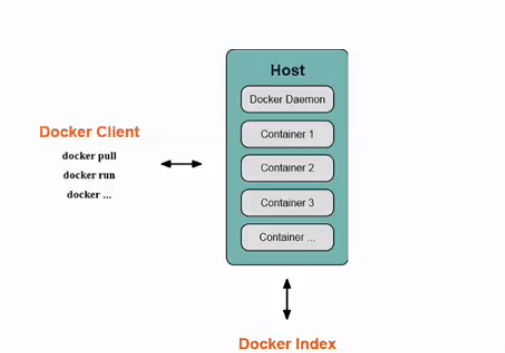 Host
Docker Daemon
Docker Client
Container 1
docker pull
docker run
Container 2
docker ...
Container 3
Container ...
Docker Index